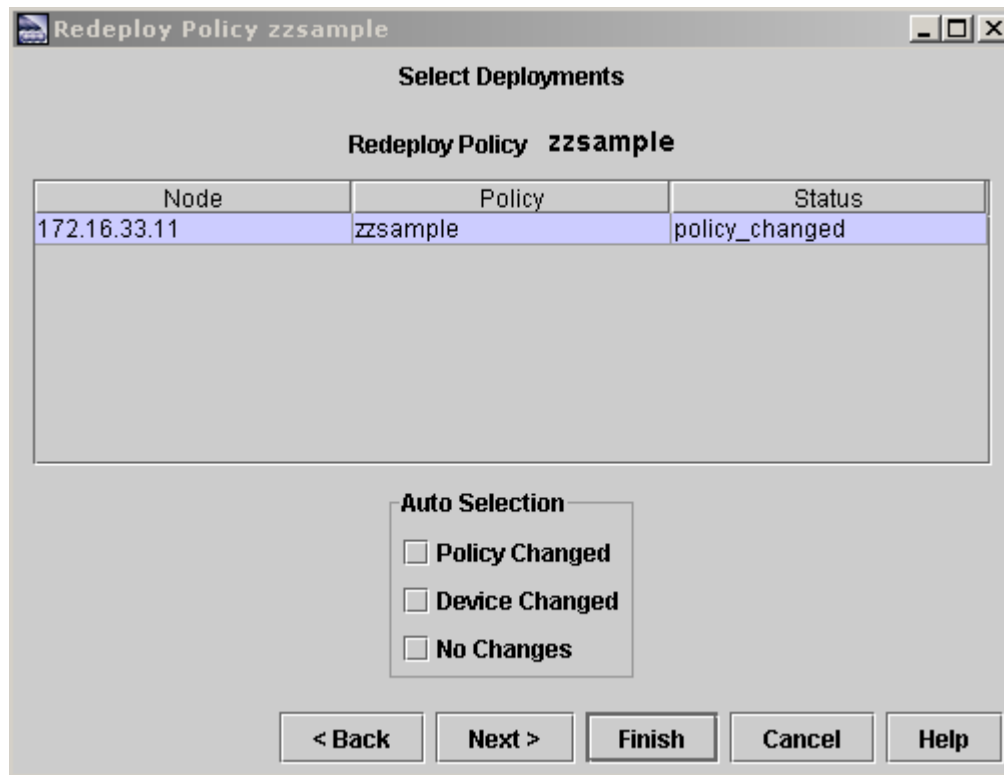 Redeploy Policy zzsample
Select Deployments
Redeploy Policy zzsample
Node Policy Status
172.16.33.11 zzsample policy_changed
Auto Selection
Policy Changed
Device Changed
No Changes
< Back Next > Finish Cancel Help